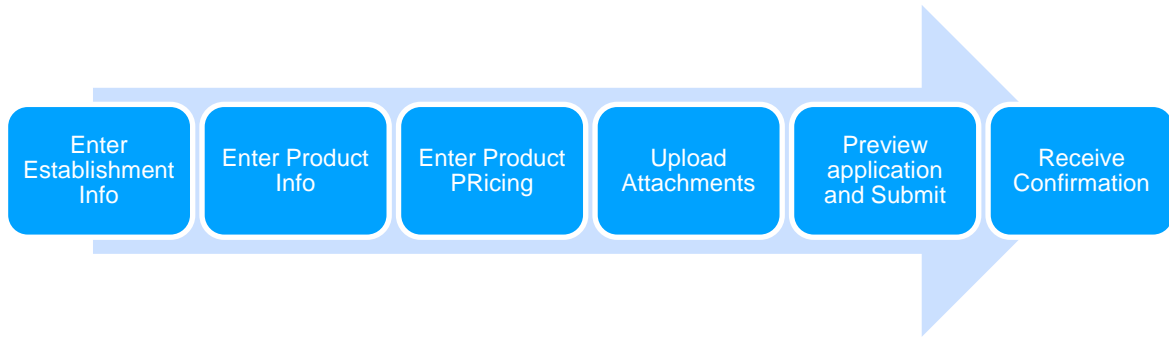 Enter
Establishment
Info
Enter Product
Info
Enter Product
PRicing
Upload
Attachments
Preview
application
and Submit
Receive
Confirmation